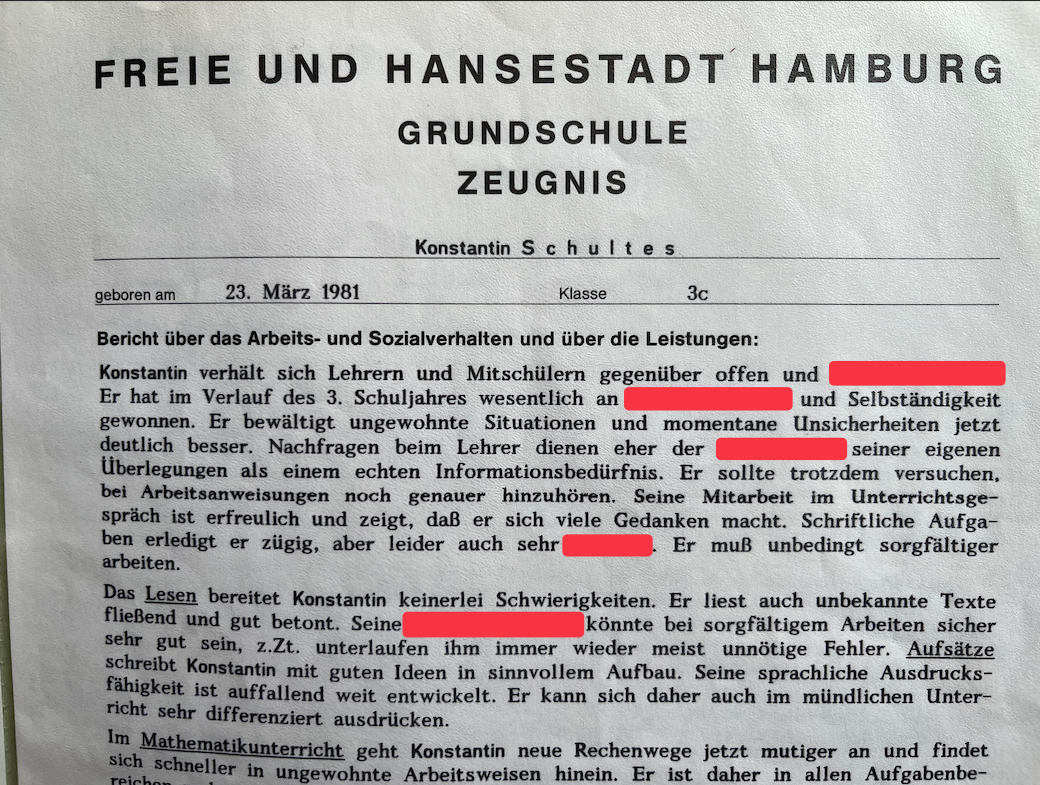 FREIE UND HANSESTADT HAMBURG
GRUNDSCHULE
ZEUGNIS
Konstantin Schultes
geboren am 23. März 1981 Klasse 3c
Bericht über das Arbeits- und Sozialverhalten und über die Leistungen:
Konstantin verhält sich Lehrern und Mitschülern gegenüber offen und
Er hat im Verlauf des 3. Schuljahres wesentlich an und Selbständigkeit
gewonnen. Er bewältigt ungewohnte Situationen und momentane Unsicherheiten jetzt
deutlich besser. Nachfragen beim Lehrer dienen eher der seiner eigenen
Überlegungen als einem echten Informationsbedürfnis. Er sollte trotzdem versuchen,
bei Arbeitsanweisungen noch genauer hinzuhören. Seine Mitarbeit im Unterrichtsge-
spräch ist erfreulich und zeigt, daß er sich viele Gedanken macht. Schriftliche Aufga-
ben erledigt er zügig, aber leider auch sehr . Er muß unbedingt sorgfältiger
arbeiten.
Das Lesen bereitet Konstantin keinerlei Schwierigkeiten. Er liest auch unbekannte Texte
fließend und gut betont. Seine könnte bei sorgfältigem Arbeiten sicher
sehr gut sein, z.Zt. unterlaufen ihm immer wieder meist unnötige Fehler. Aufsätze
schreibt Konstantin mit guten Ideen in sinnvollem Aufbau. Seine sprachliche Ausdrucks-
fähigkeit ist auffallend weit entwickelt. Er kann sich daher auch im mündlichen Unter-
richt sehr differenziert ausdrücken.
Im Mathematikunterricht geht Konstantin neue Rechenwege jetzt mutiger an und findet
sich schneller in ungewohnte Arbeitsweisen hinein. Er ist daher in allen Aufgabenbe-